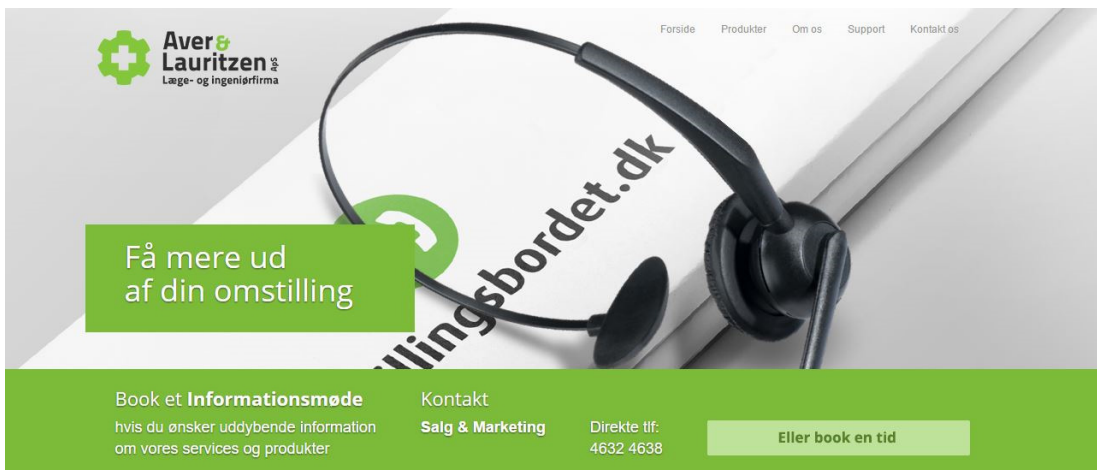 Aver &
Lauritzen ApS
Læge- og ingeniørfirma
Forside Produkter Om os Support Kontakt os
llingsbordet.dk
Få mere ud
af din omstilling
Book et Informationsmøde
hvis du ønsker uddybende information
om vores services og produkter
Kontakt
Salg & Marketing
Direkte tlf:
4632 4638
Eller book en tid